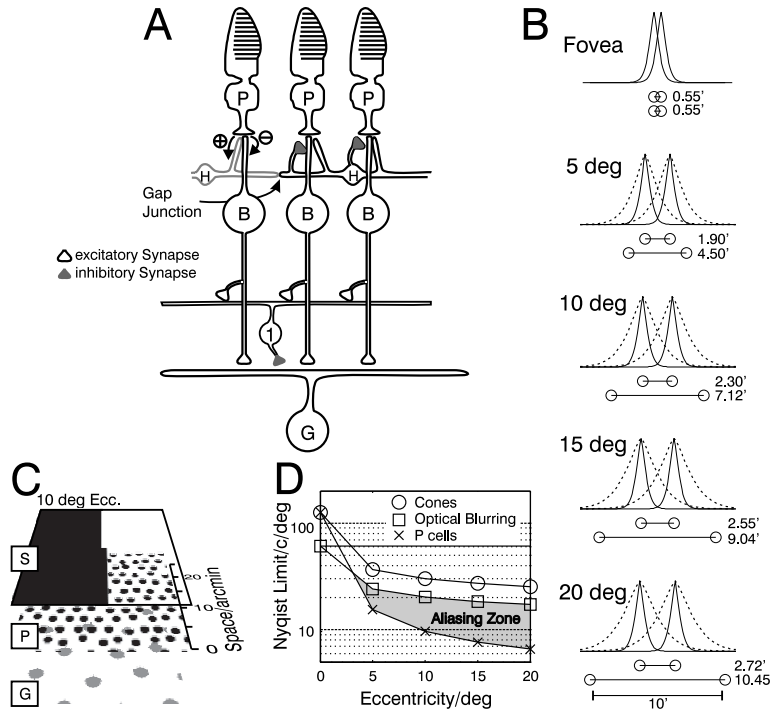 A
P P P
⊕ ⊖
H H
Gap
Junction
B B B
excitatory Synapse
inhibitory Synapse
1
G
B
Fovea
0.55'
0.55'
5 deg
1.90'
4.50'
10 deg
2.30'
7.12'
15 deg
2.55'
9.04'
20 deg
2.72'
10.45
10'
C
10 deg Ecc.
S
P
G
20
10
0
Space/arcmin
D
Nyqist Limit/c/deg
100
10
Cones
Optical Blurring
P cells
Aliasing Zone
0 5 10 15 20
Eccentricity/deg